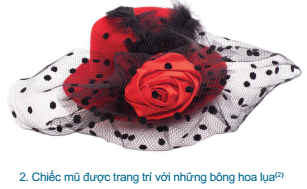 2. Chiếc mũ được trang trí với những bông hoa lụa(2)